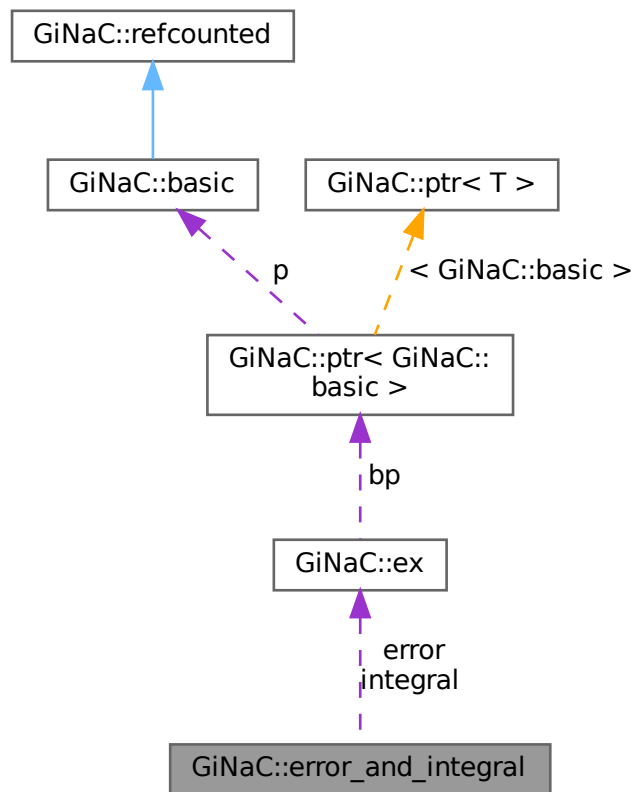 GiNaC::refcounted
GiNaC::basic
GiNaC::ptr< T >
p
< GiNaC::basic >
GiNaC::ptr< GiNaC::
basic >
bp
GiNaC::ex
error
integral
GiNaC::error_and_integral